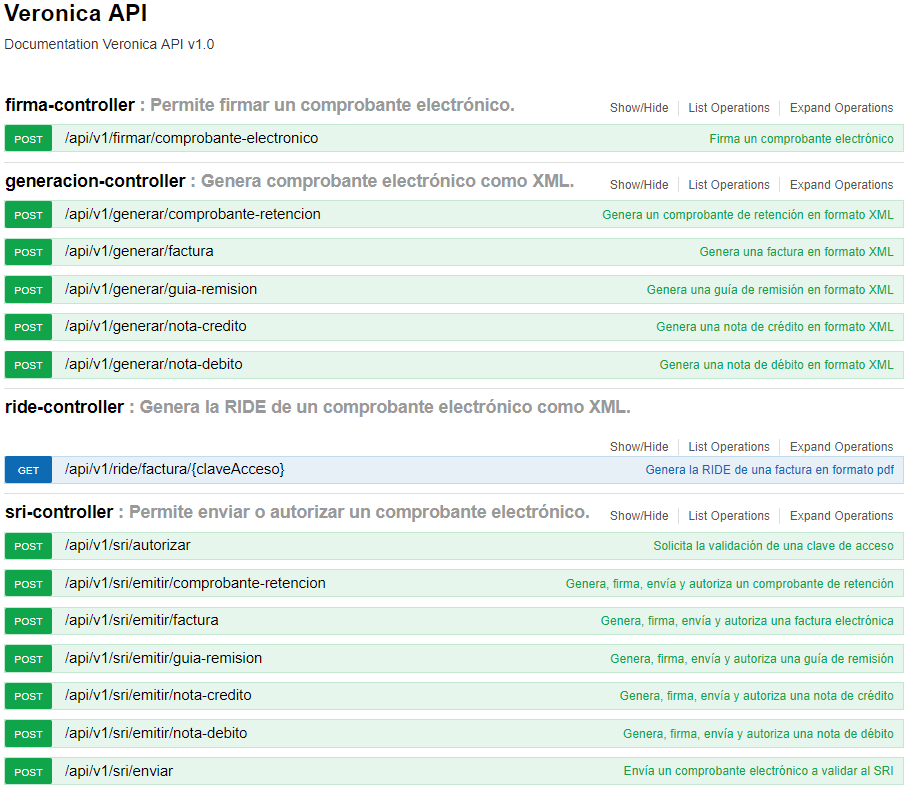 Veronica API
Documentation Veronica API v1.0
firma-controller : Permite firmar un comprobante electrónico. Show/Hide List Operations Expand Operations
POST /api/v1/firmar/comprobante-electronico Firma un comprobante electrónico
generacion-controller : Genera comprobante electrónico como XML. Show/Hide List Operations Expand Operations
POST /api/v1/generar/comprobante-retencion Genera un comprobante de retención en formato XML
POST /api/v1/generar/factura Genera una factura en formato XML
POST /api/v1/generar/guia-remision Genera una guía de remisión en formato XML
POST /api/v1/generar/nota-credito Genera una nota de crédito en formato XML
POST /api/v1/generar/nota-debito Genera una nota de débito en formato XML
ride-controller : Genera la RIDE de un comprobante electrónico como XML.
Show/Hide List Operations Expand Operations
GET /api/v1/ride/factura/{claveAcceso} Genera la RIDE de una factura en formato pdf
sri-controller : Permite enviar o autorizar un comprobante electrónico. Show/Hide List Operations Expand Operations
POST /api/v1/sri/autorizar Solicita la validación de una clave de acceso
POST /api/v1/sri/emitir/comprobante-retencion Genera, firma, envía y autoriza un comprobante de retención
POST /api/v1/sri/emitir/factura Genera, firma, envía y autoriza una factura electrónica
POST /api/v1/sri/emitir/guia-remision Genera, firma, envía y autoriza una guía de remisión
POST /api/v1/sri/emitir/nota-credito Genera, firma, envía y autoriza una nota de crédito
POST /api/v1/sri/emitir/nota-debito Genera, firma, envía y autoriza una nota de débito
POST /api/v1/sri/enviar Envía un comprobante electrónico a validar al SRI